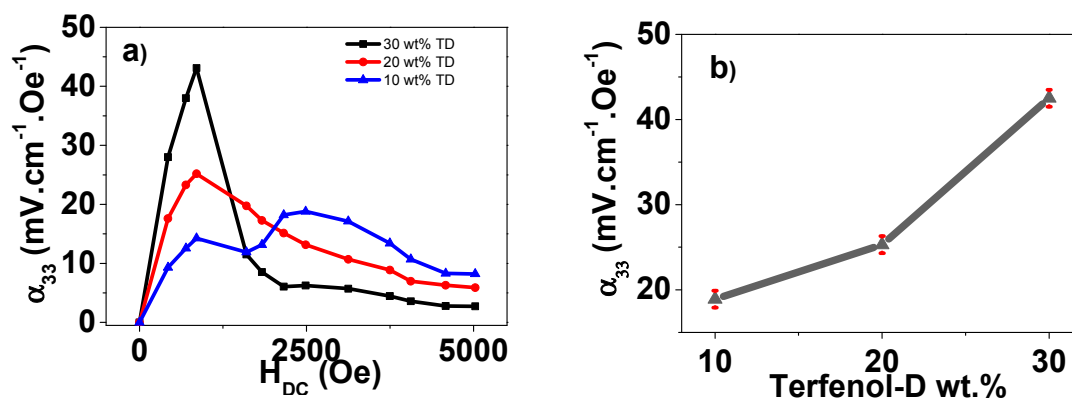 a)
30 wt% TD
20 wt% TD
10 wt% TD
α33 (mV.cm-1.Oe-1)
50
40
30
20
10
0
0 2500 5000
HDC (Oe)
b)
α33 (mV.cm-1.Oe-1)
50
40
30
20
10 20 30
Terfenol-D wt.%